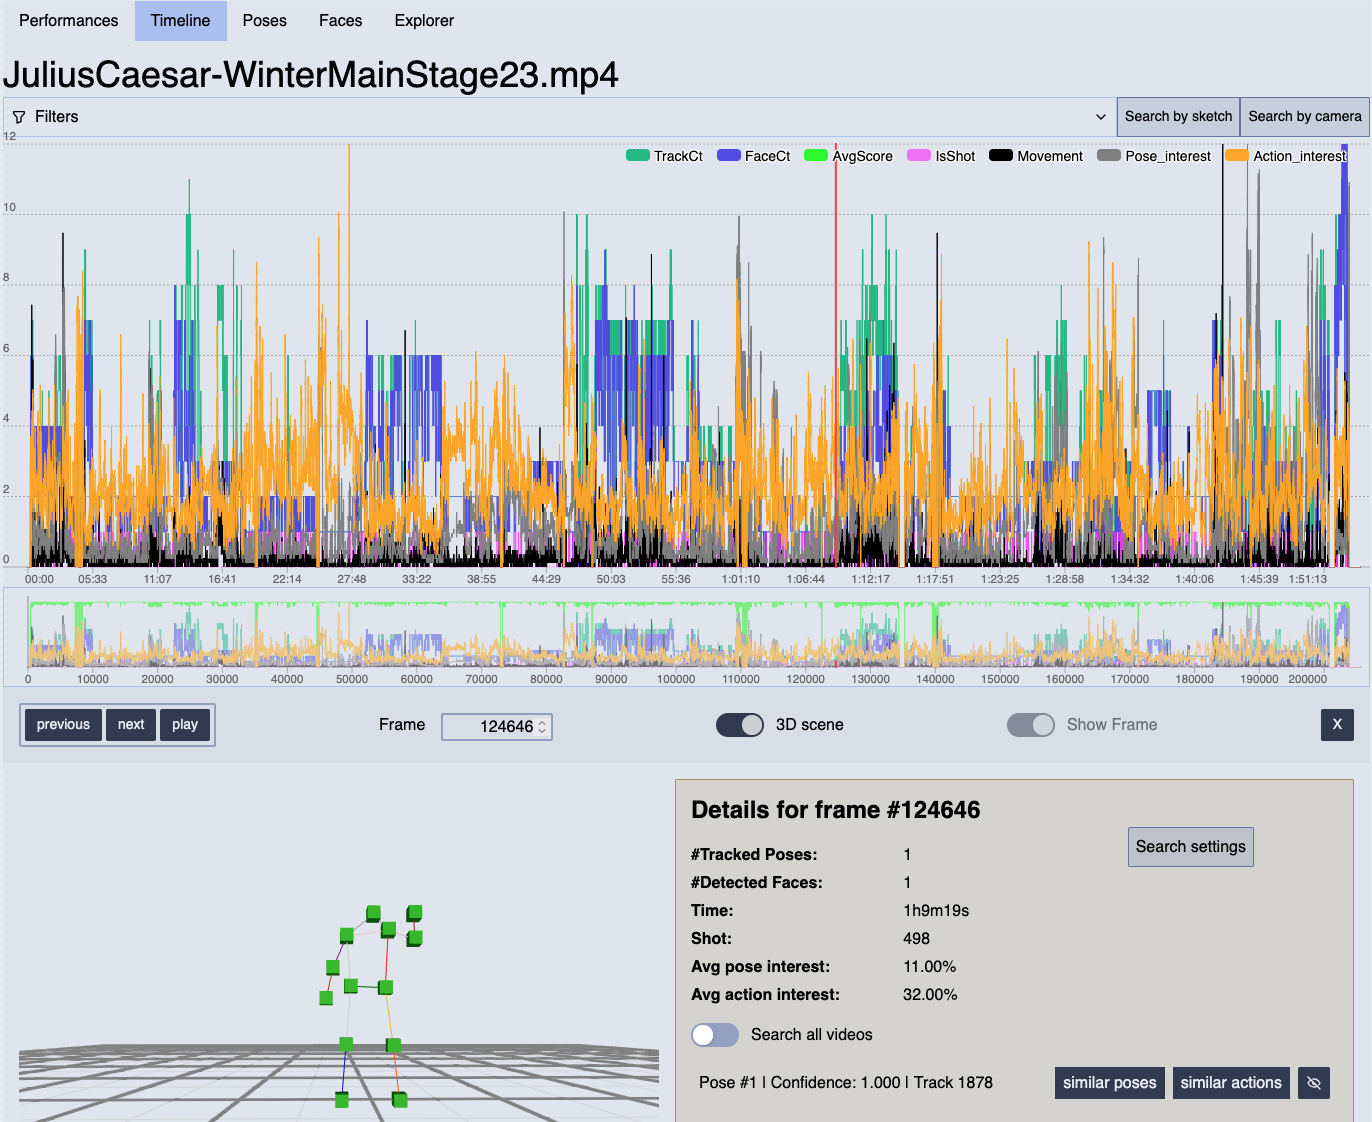 Performances Timeline Poses Faces Explorer
JuliusCaesar-WinterMainStage23.mp4
Filters Search by sketch Search by camera
12
TrackCt FaceCt AvgScore IsShot Movement Pose_interest Action_interest
10
8
6
4
2
0
00:00 05:33 11:07 16:41 22:14 27:48 33:22 38:55 44:29 50:03 55:36 1:01:10 1:06:44 1:12:17 1:17:51 1:23:25 1:28:58 1:34:32 1:40:06 1:45:39 1:51:13
0 10000 20000 30000 40000 50000 60000 70000 80000 90000 100000 110000 120000 130000 140000 150000 160000 170000 180000 190000 200000
previous next play Frame 124646 3D scene Show Frame X
Details for frame #124646
Search settings
#Tracked Poses: 1
#Detected Faces: 1
Time: 1h9m19s
Shot: 498
Avg pose interest: 11.00%
Avg action interest: 32.00%
Search all videos
Pose #1 | Confidence: 1.000 | Track 1878 similar poses similar actions